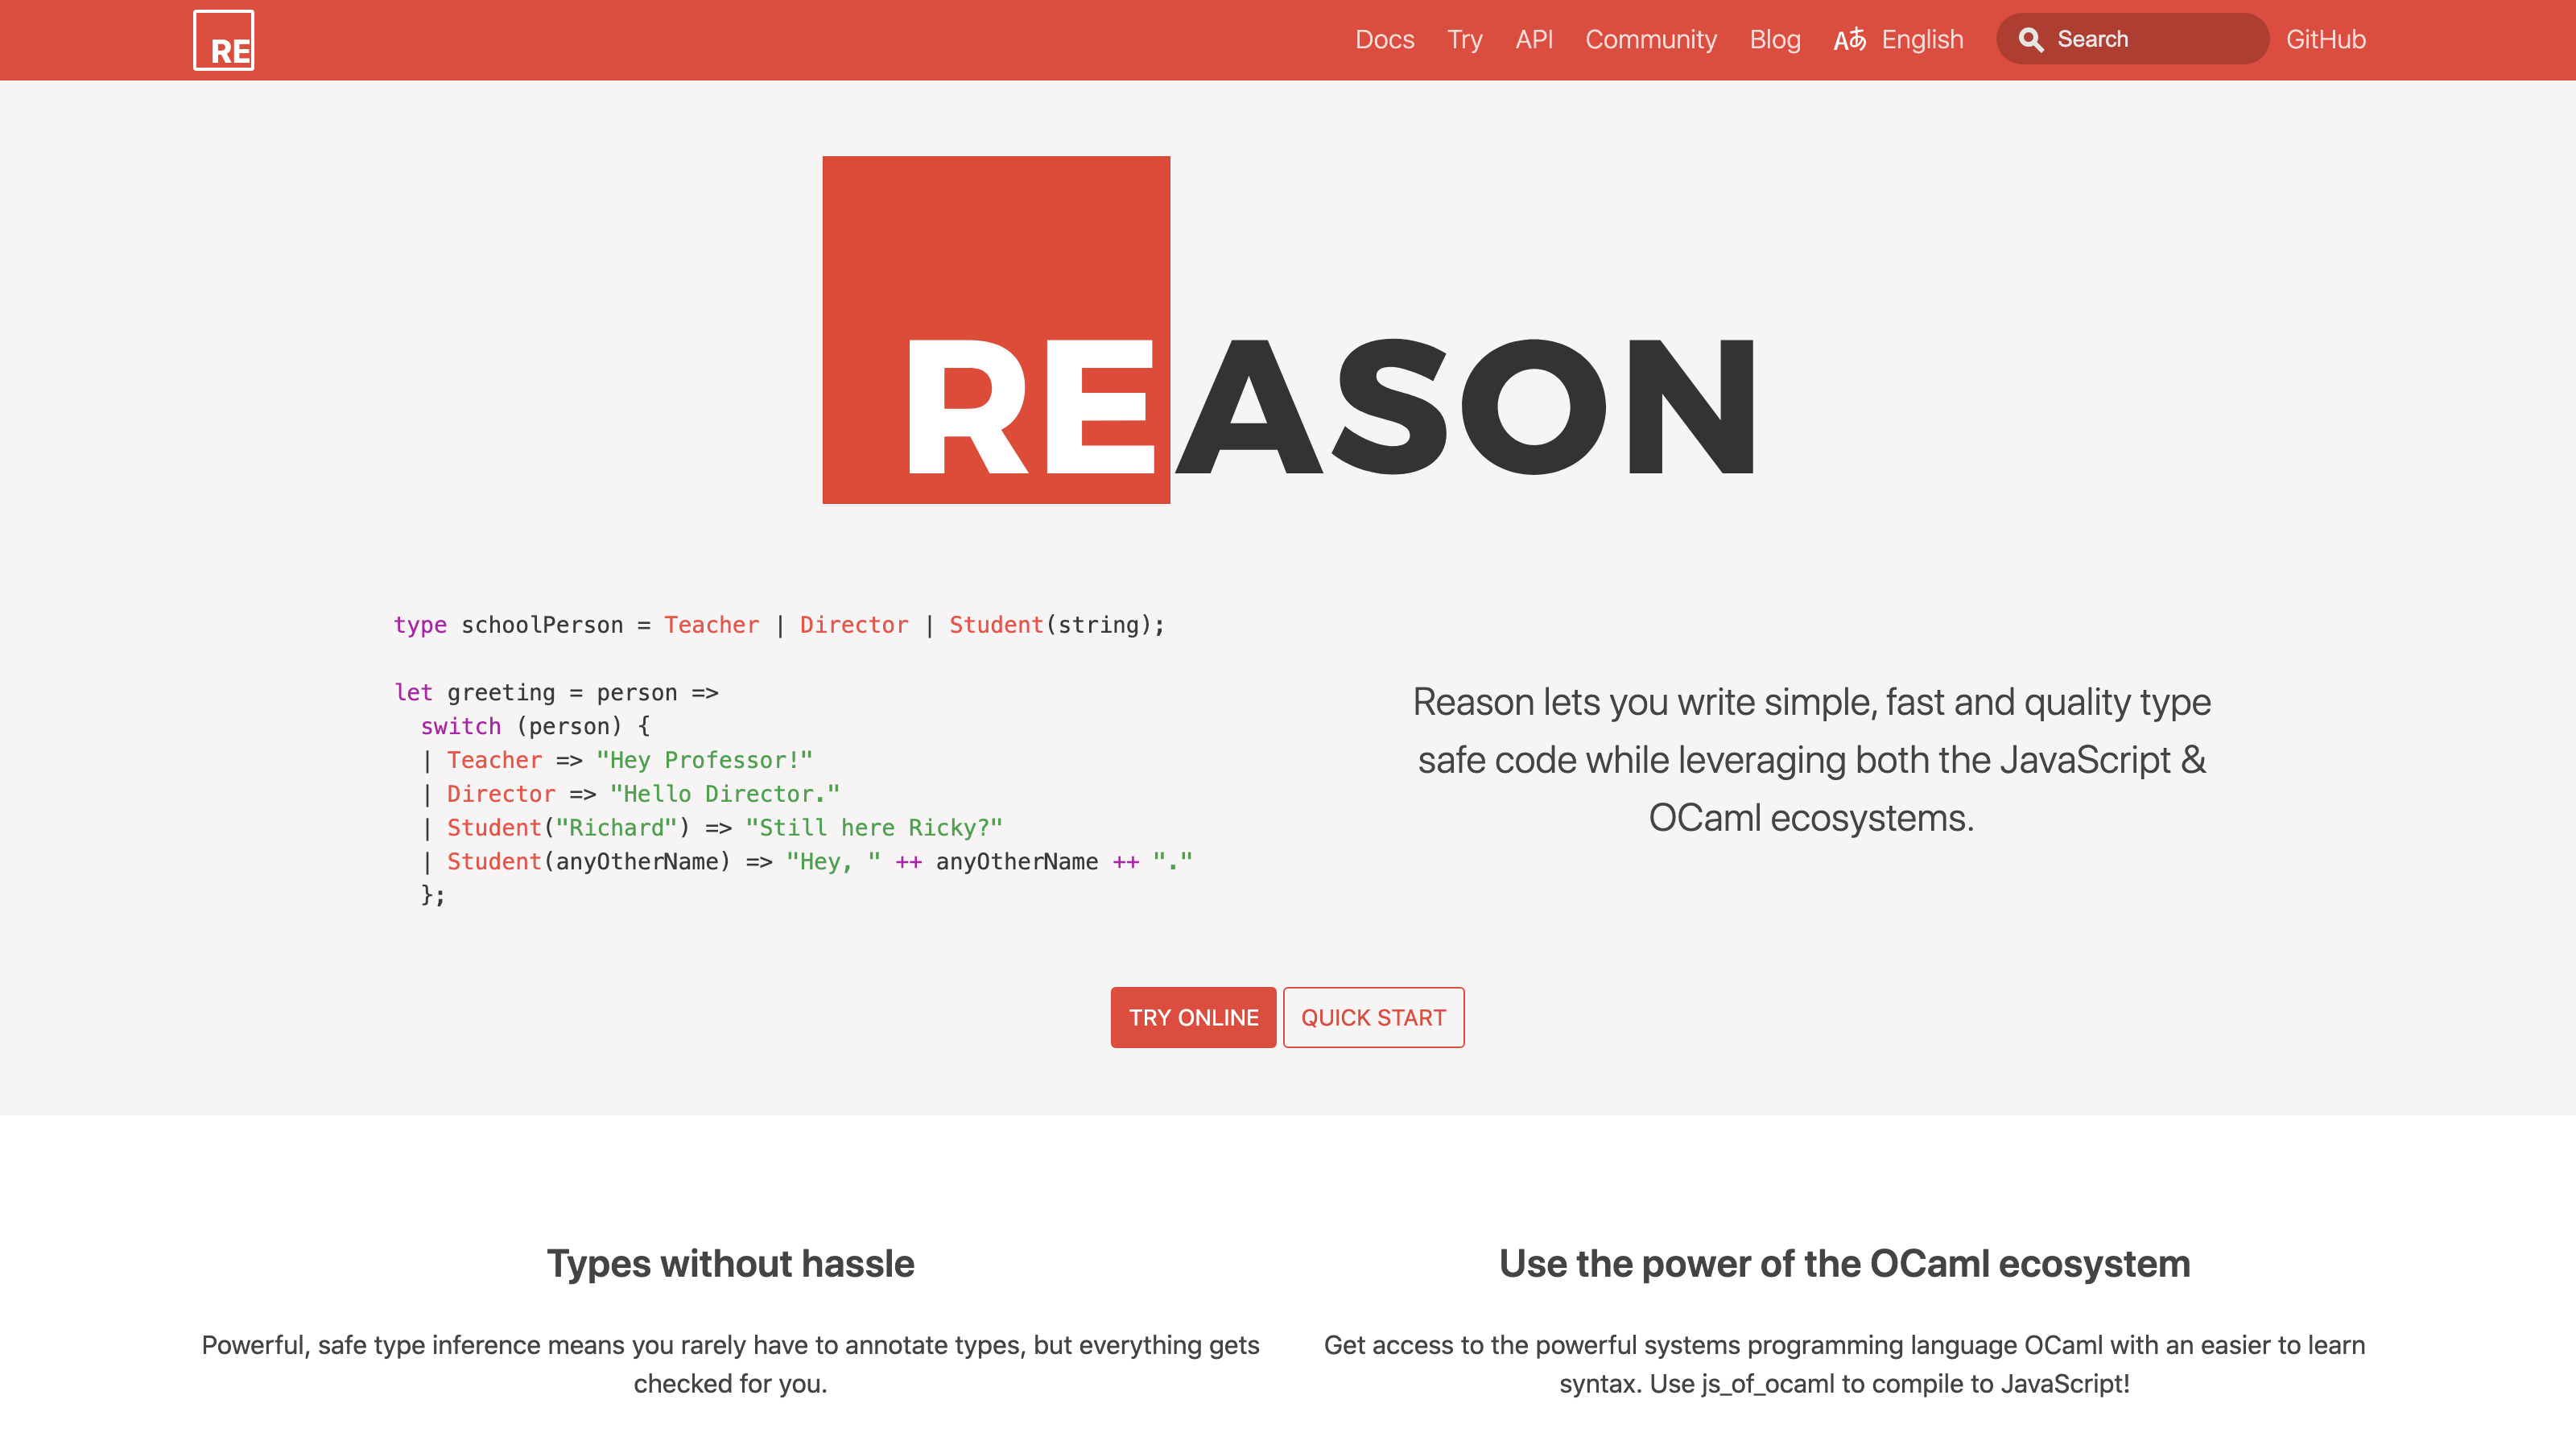 RE
Docs Try API Community Blog Aあ English Search GitHub
REASON
type schoolPerson = Teacher | Director | Student(string);
let greeting = person =>
  switch (person) {
  | Teacher => "Hey Professor!"
  | Director => "Hello Director."
  | Student("Richard") => "Still here Ricky?"
  | Student(anyOtherName) => "Hey, " ++ anyOtherName ++ "."
  };
Reason lets you write simple, fast and quality type
safe code while leveraging both the JavaScript &
OCaml ecosystems.
TRY ONLINE QUICK START
Types without hassle
Powerful, safe type inference means you rarely have to annotate types, but everything gets
checked for you.
Use the power of the OCaml ecosystem
Get access to the powerful systems programming language OCaml with an easier to learn
syntax. Use js_of_ocaml to compile to JavaScript!